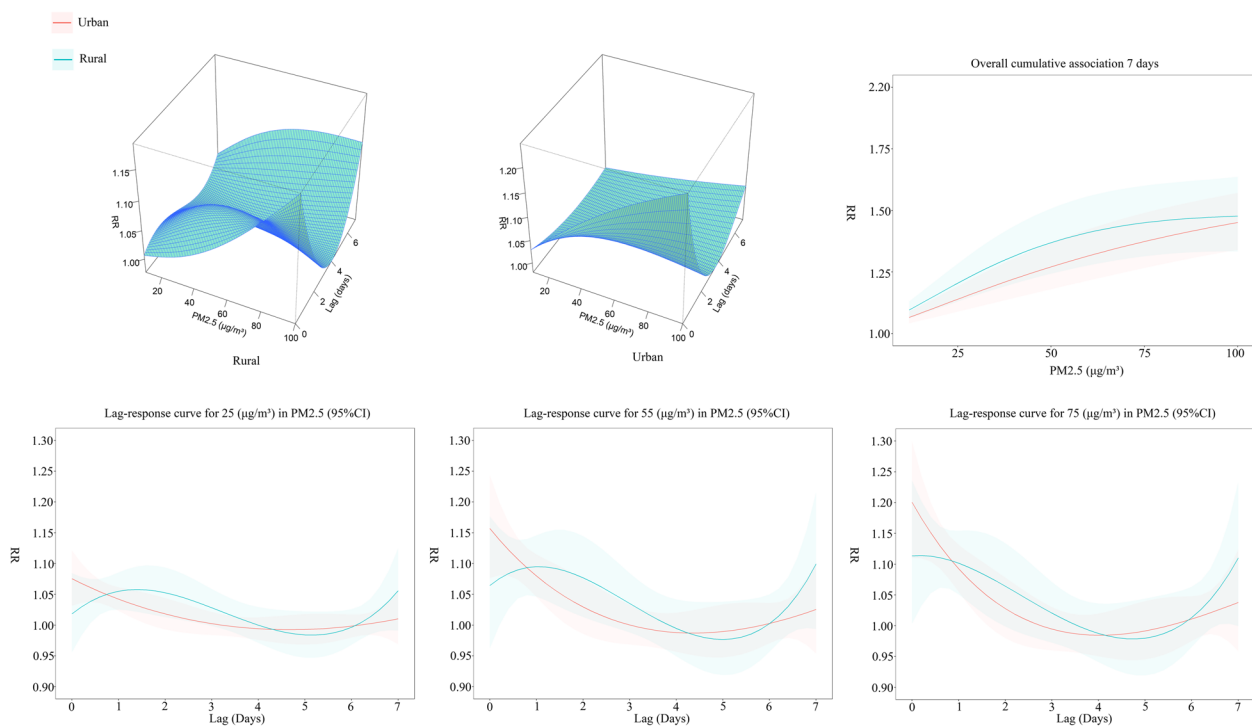 Urban
Rural
1.15
1.10
1.05
1.00
RR
20
40
60
80
100
PM2.5 (μg/m³)
0
2
4
6
Lag (days)
Rural
1.20
1.15
1.10
1.05
1.00
RR
20
40
60
80
100
PM2.5 (μg/m³)
0
2
4
6
Lag (days)
Urban
Overall cumulative association 7 days
2.20
1.75
1.50
1.25
1.00
RR
25 50 75 100
PM2.5 (μg/m³)
Lag-response curve for 25 (μg/m³) in PM2.5 (95%CI)
1.30
1.25
1.20
1.15
1.10
1.05
1.00
0.95
0.90
RR
0 1 2 3 4 5 6 7
Lag (Days)
Lag-response curve for 55 (μg/m³) in PM2.5 (95%CI)
1.30
1.25
1.20
1.15
1.10
1.05
1.00
0.95
0.90
RR
0 1 2 3 4 5 6 7
Lag (Days)
Lag-response curve for 75 (μg/m³) in PM2.5 (95%CI)
1.30
1.25
1.20
1.15
1.10
1.05
1.00
0.95
0.90
RR
0 1 2 3 4 5 6 7
Lag (Days)